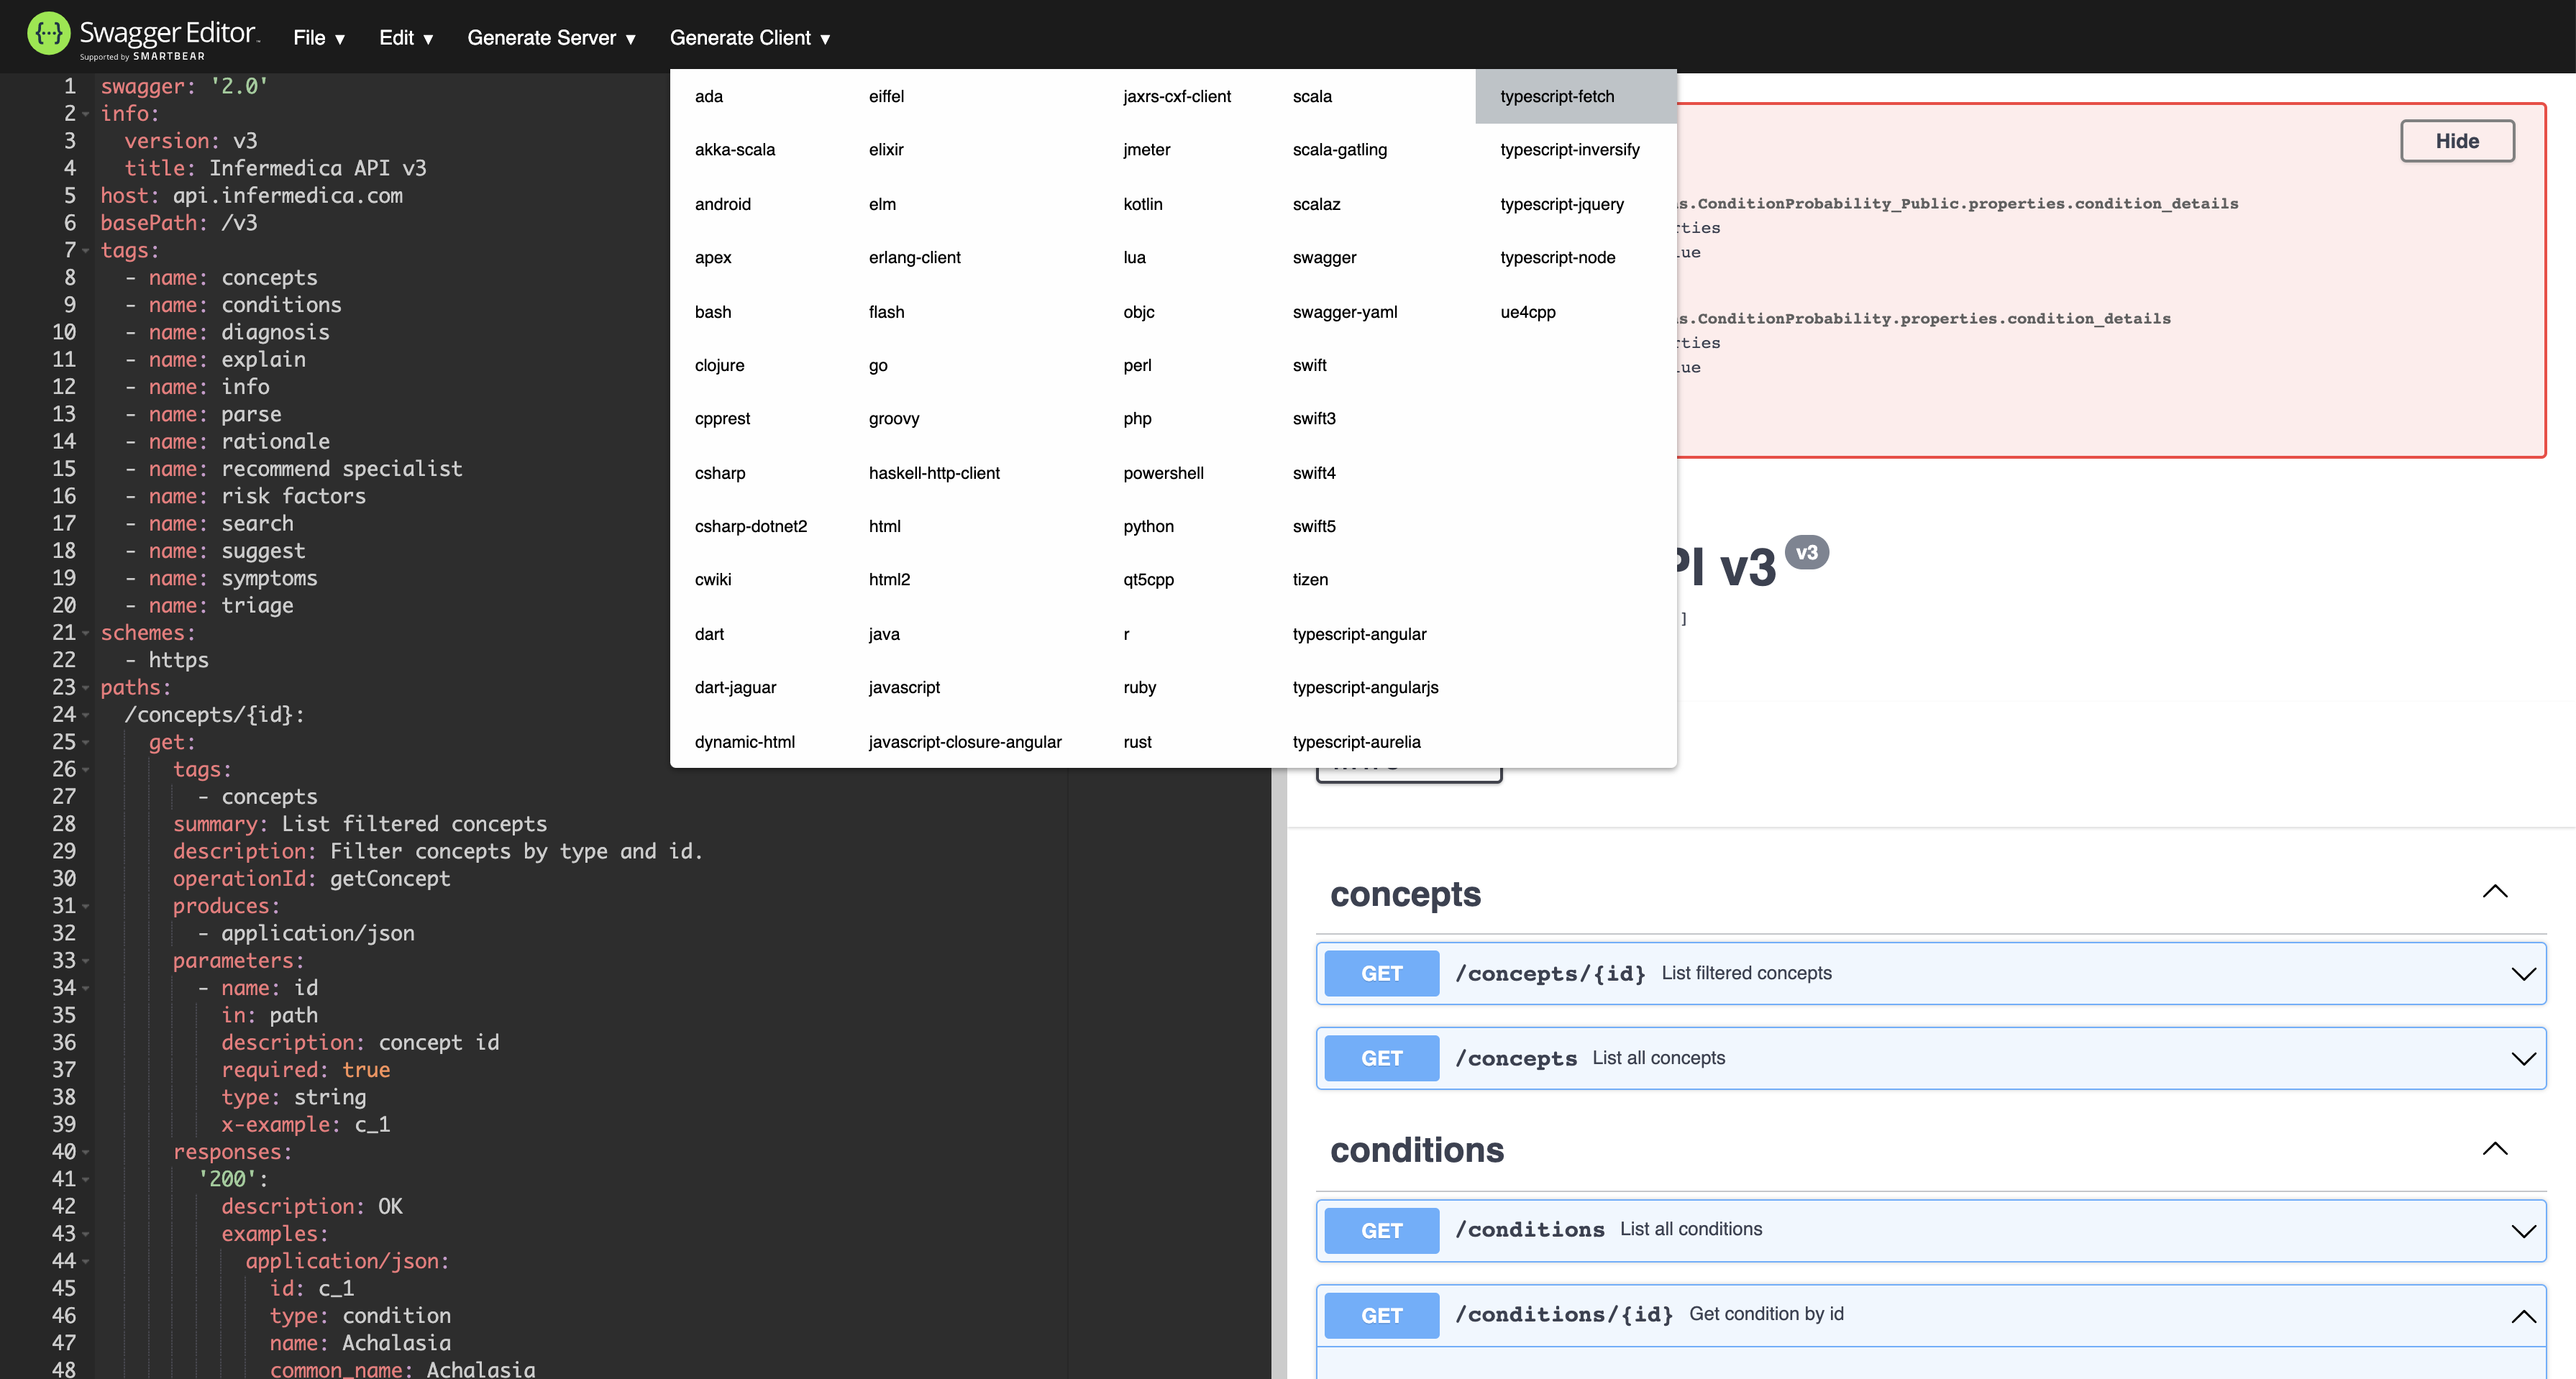 Swagger Editor
Supported by SMARTBEAR
File ▾ Edit ▾ Generate Server ▾ Generate Client ▾
1 swagger: '2.0'
2 info:
3 version: v3
4 title: Infermedica API v3
5 host: api.infermedica.com
6 basePath: /v3
7 tags:
8 - name: concepts
9 - name: conditions
10 - name: diagnosis
11 - name: explain
12 - name: info
13 - name: parse
14 - name: rationale
15 - name: recommend specialist
16 - name: risk factors
17 - name: search
18 - name: suggest
19 - name: symptoms
20 - name: triage
21 schemes:
22 - https
23 paths:
24 /concepts/{id}:
25 get:
26 tags:
27 - concepts
28 summary: List filtered concepts
29 description: Filter concepts by type and id.
30 operationId: getConcept
31 produces:
32 - application/json
33 parameters:
34 - name: id
35 in: path
36 description: concept id
37 required: true
38 type: string
39 x-example: c_1
40 responses:
41 '200':
42 description: OK
43 examples:
44 application/json:
45 id: c_1
46 type: condition
47 name: Achalasia
48 common_name: Achalasia
ada
akka-scala
android
apex
bash
clojure
cpprest
csharp
csharp-dotnet2
cwiki
dart
dart-jaguar
dynamic-html
eiffel
elixir
elm
erlang-client
flash
go
groovy
haskell-http-client
html
html2
java
javascript
javascript-closure-angular
jaxrs-cxf-client
jmeter
kotlin
lua
objc
perl
php
powershell
python
qt5cpp
r
ruby
rust
scala
scala-gatling
scalaz
swagger
swagger-yaml
swift
swift3
swift4
swift5
tizen
typescript-angular
typescript-angularjs
typescript-aurelia
typescript-fetch
typescript-inversify
typescript-jquery
typescript-node
ue4cpp
Hide
s.ConditionProbability_Public.properties.condition_details
rties
ue
s.ConditionProbability.properties.condition_details
rties
ue
PI v3 v3
]
concepts
GET /concepts/{id} List filtered concepts
GET /concepts List all concepts
conditions
GET /conditions List all conditions
GET /conditions/{id} Get condition by id